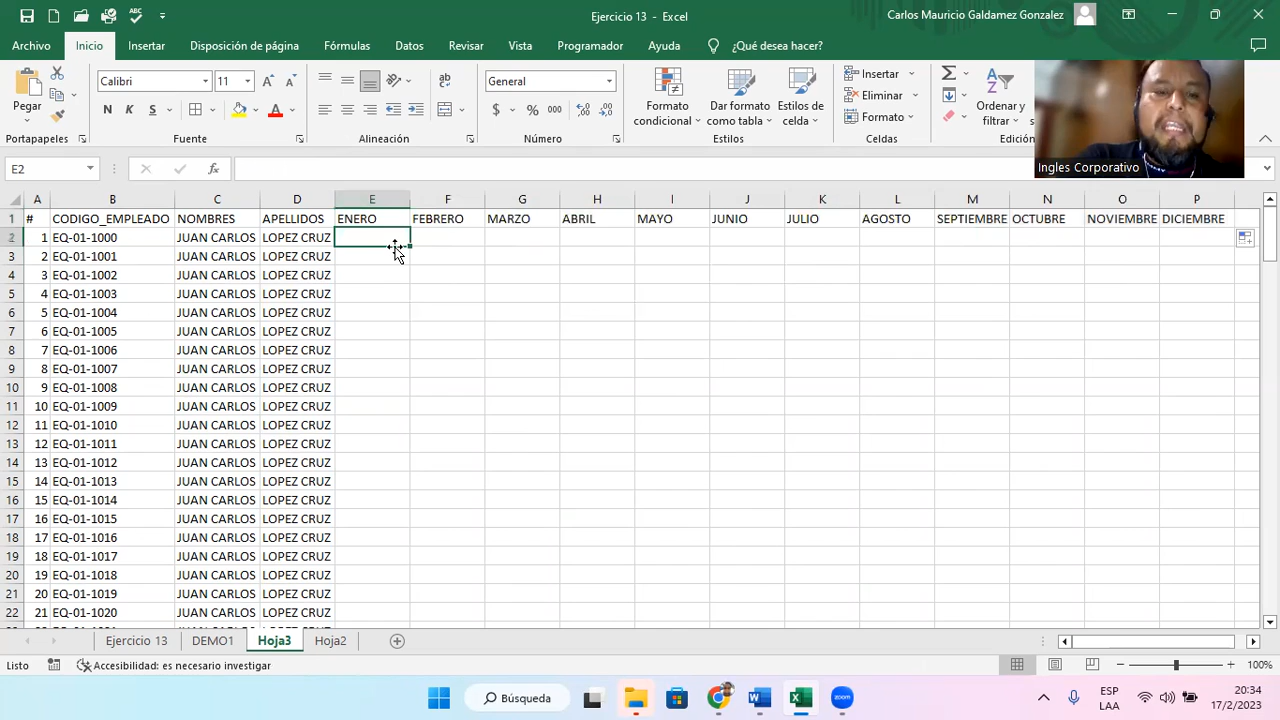 Ejercicio 13 - Excel
Carlos Mauricio Galdamez Gonzalez
Archivo Inicio Insertar Disposición de página Fórmulas Datos Revisar Vista Programador Ayuda ¿Qué desea hacer?
Pegar
Calibri 11
N K S
General
$ % 000
Formato condicional
Dar formato como tabla
Estilos de celda
Insertar
Eliminar
Formato
Ordenar y filtrar
Portapapeles Fuente Alineación Número Estilos Celdas Edición
Ingles Corporativo
E2 fx
A B C D E F G H I J K L M N O P
1 # CODIGO_EMPLEADO NOMBRES APELLIDOS ENERO FEBRERO MARZO ABRIL MAYO JUNIO JULIO AGOSTO SEPTIEMBRE OCTUBRE NOVIEMBRE DICIEMBRE
2 1 EQ-01-1000 JUAN CARLOS LOPEZ CRUZ
3 2 EQ-01-1001 JUAN CARLOS LOPEZ CRUZ
4 3 EQ-01-1002 JUAN CARLOS LOPEZ CRUZ
5 4 EQ-01-1003 JUAN CARLOS LOPEZ CRUZ
6 5 EQ-01-1004 JUAN CARLOS LOPEZ CRUZ
7 6 EQ-01-1005 JUAN CARLOS LOPEZ CRUZ
8 7 EQ-01-1006 JUAN CARLOS LOPEZ CRUZ
9 8 EQ-01-1007 JUAN CARLOS LOPEZ CRUZ
10 9 EQ-01-1008 JUAN CARLOS LOPEZ CRUZ
11 10 EQ-01-1009 JUAN CARLOS LOPEZ CRUZ
12 11 EQ-01-1010 JUAN CARLOS LOPEZ CRUZ
13 12 EQ-01-1011 JUAN CARLOS LOPEZ CRUZ
14 13 EQ-01-1012 JUAN CARLOS LOPEZ CRUZ
15 14 EQ-01-1013 JUAN CARLOS LOPEZ CRUZ
16 15 EQ-01-1014 JUAN CARLOS LOPEZ CRUZ
17 16 EQ-01-1015 JUAN CARLOS LOPEZ CRUZ
18 17 EQ-01-1016 JUAN CARLOS LOPEZ CRUZ
19 18 EQ-01-1017 JUAN CARLOS LOPEZ CRUZ
20 19 EQ-01-1018 JUAN CARLOS LOPEZ CRUZ
21 20 EQ-01-1019 JUAN CARLOS LOPEZ CRUZ
22 21 EQ-01-1020 JUAN CARLOS LOPEZ CRUZ
Ejercicio 13 DEMO1 Hoja3 Hoja2
Listo Accesibilidad: es necesario investigar 100%
Búsqueda
ESP
LAA
20:34
17/2/2023